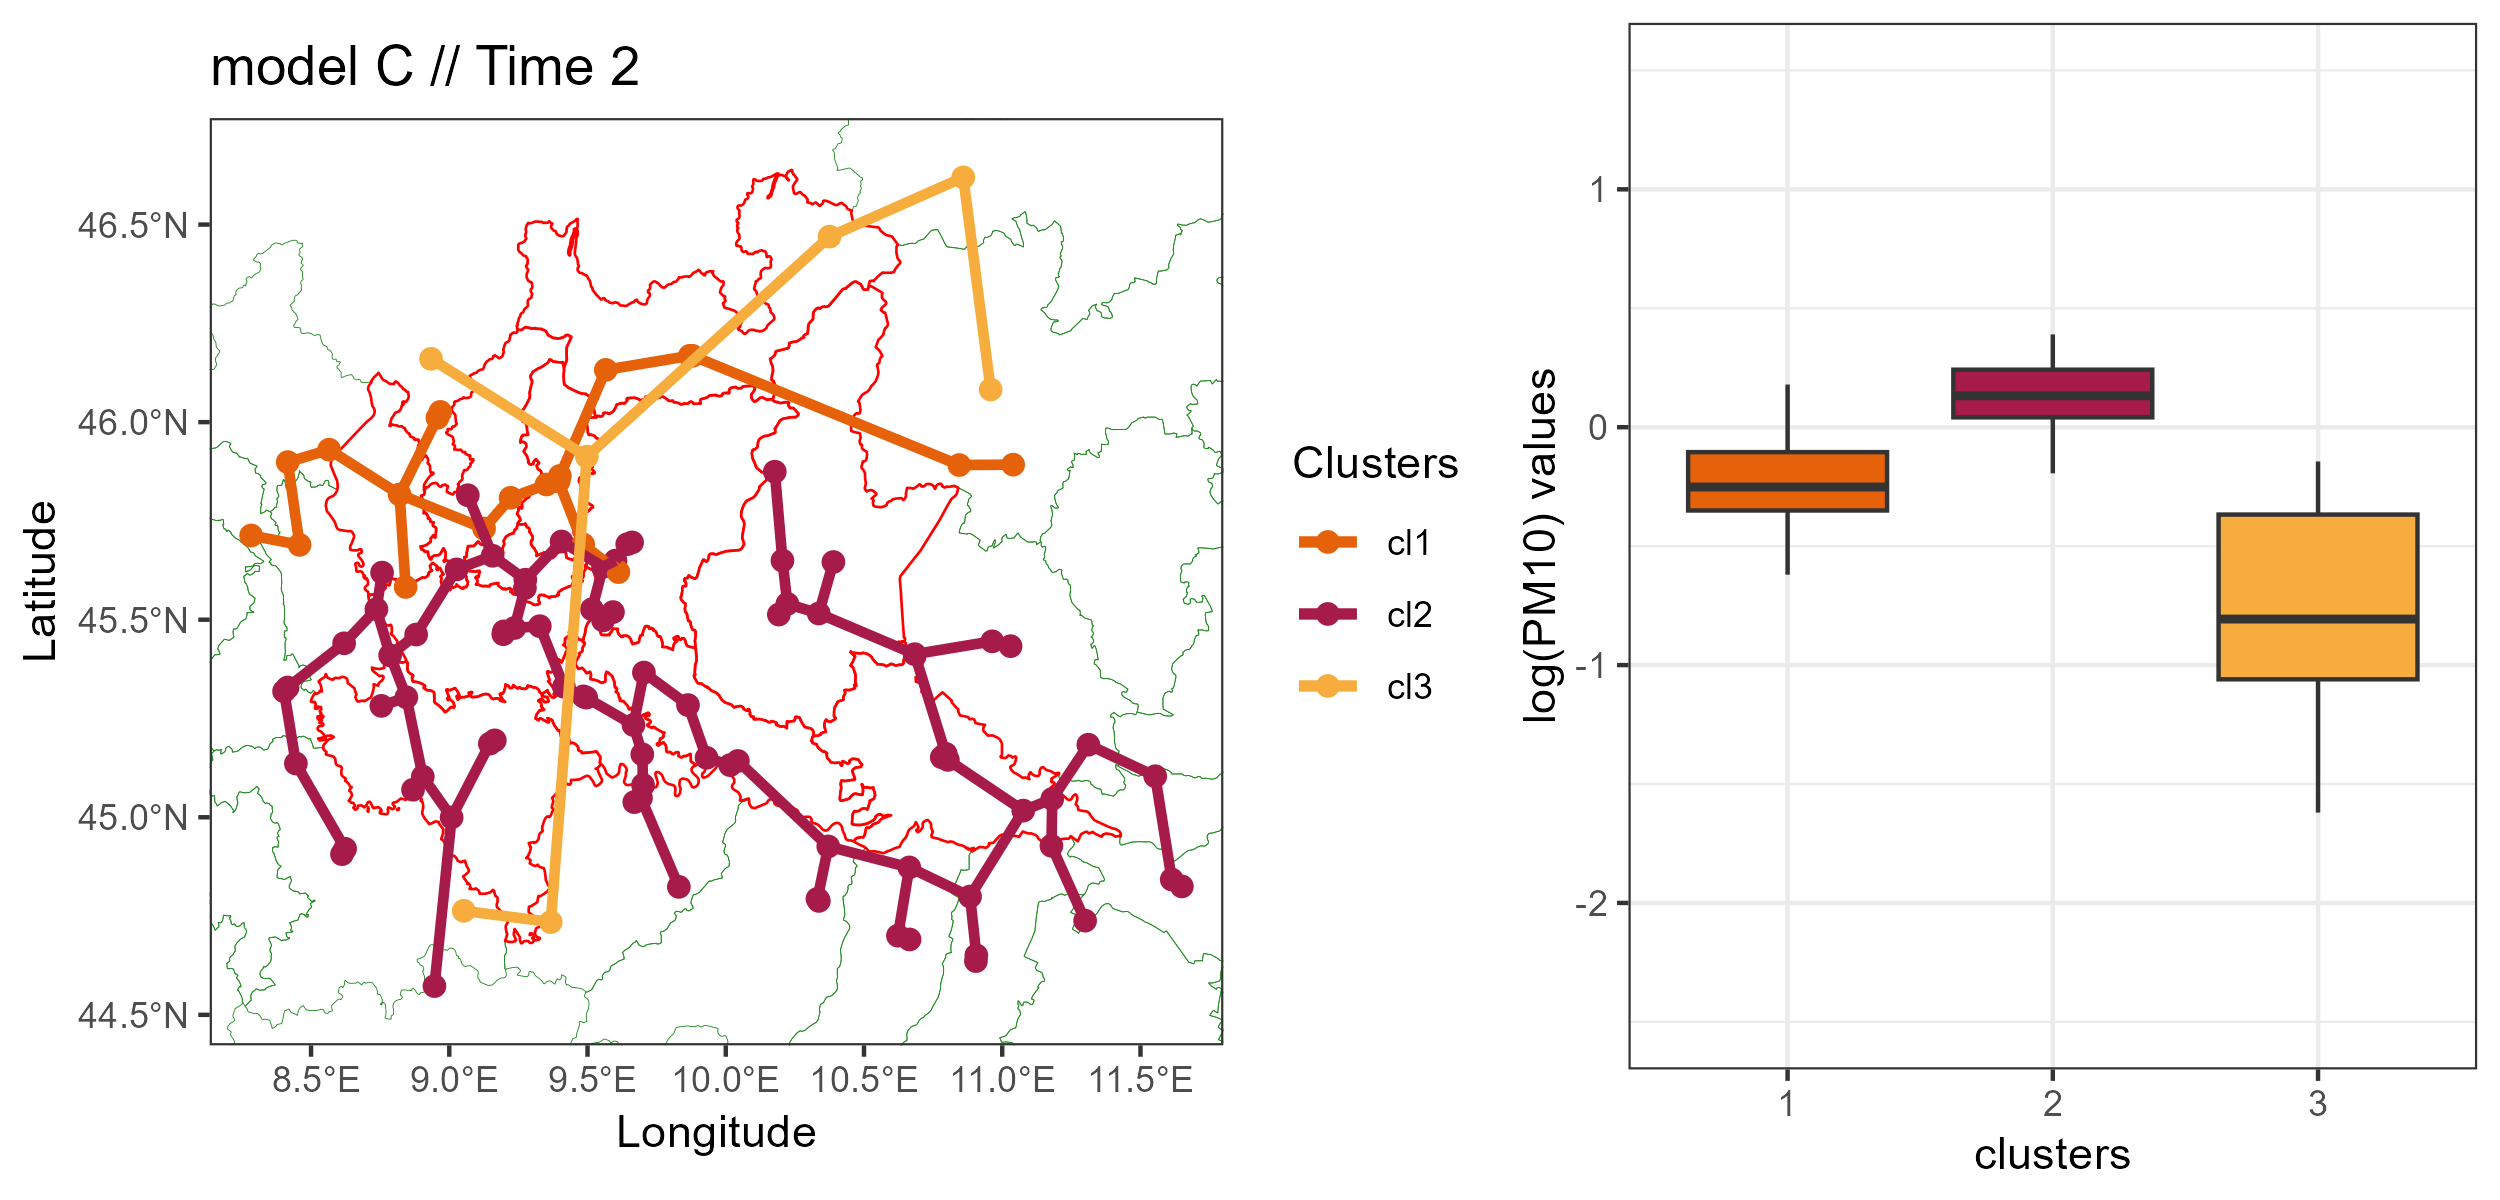 model C // Time 2
46.5°N
46.0°N
45.5°N
45.0°N
44.5°N
Latitude
8.5°E 9.0°E 9.5°E 10.0°E 10.5°E 11.0°E 11.5°E
Longitude
Clusters
cl1
cl2
cl3
log(PM10) values
1
0
-1
-2
1 2 3
clusters